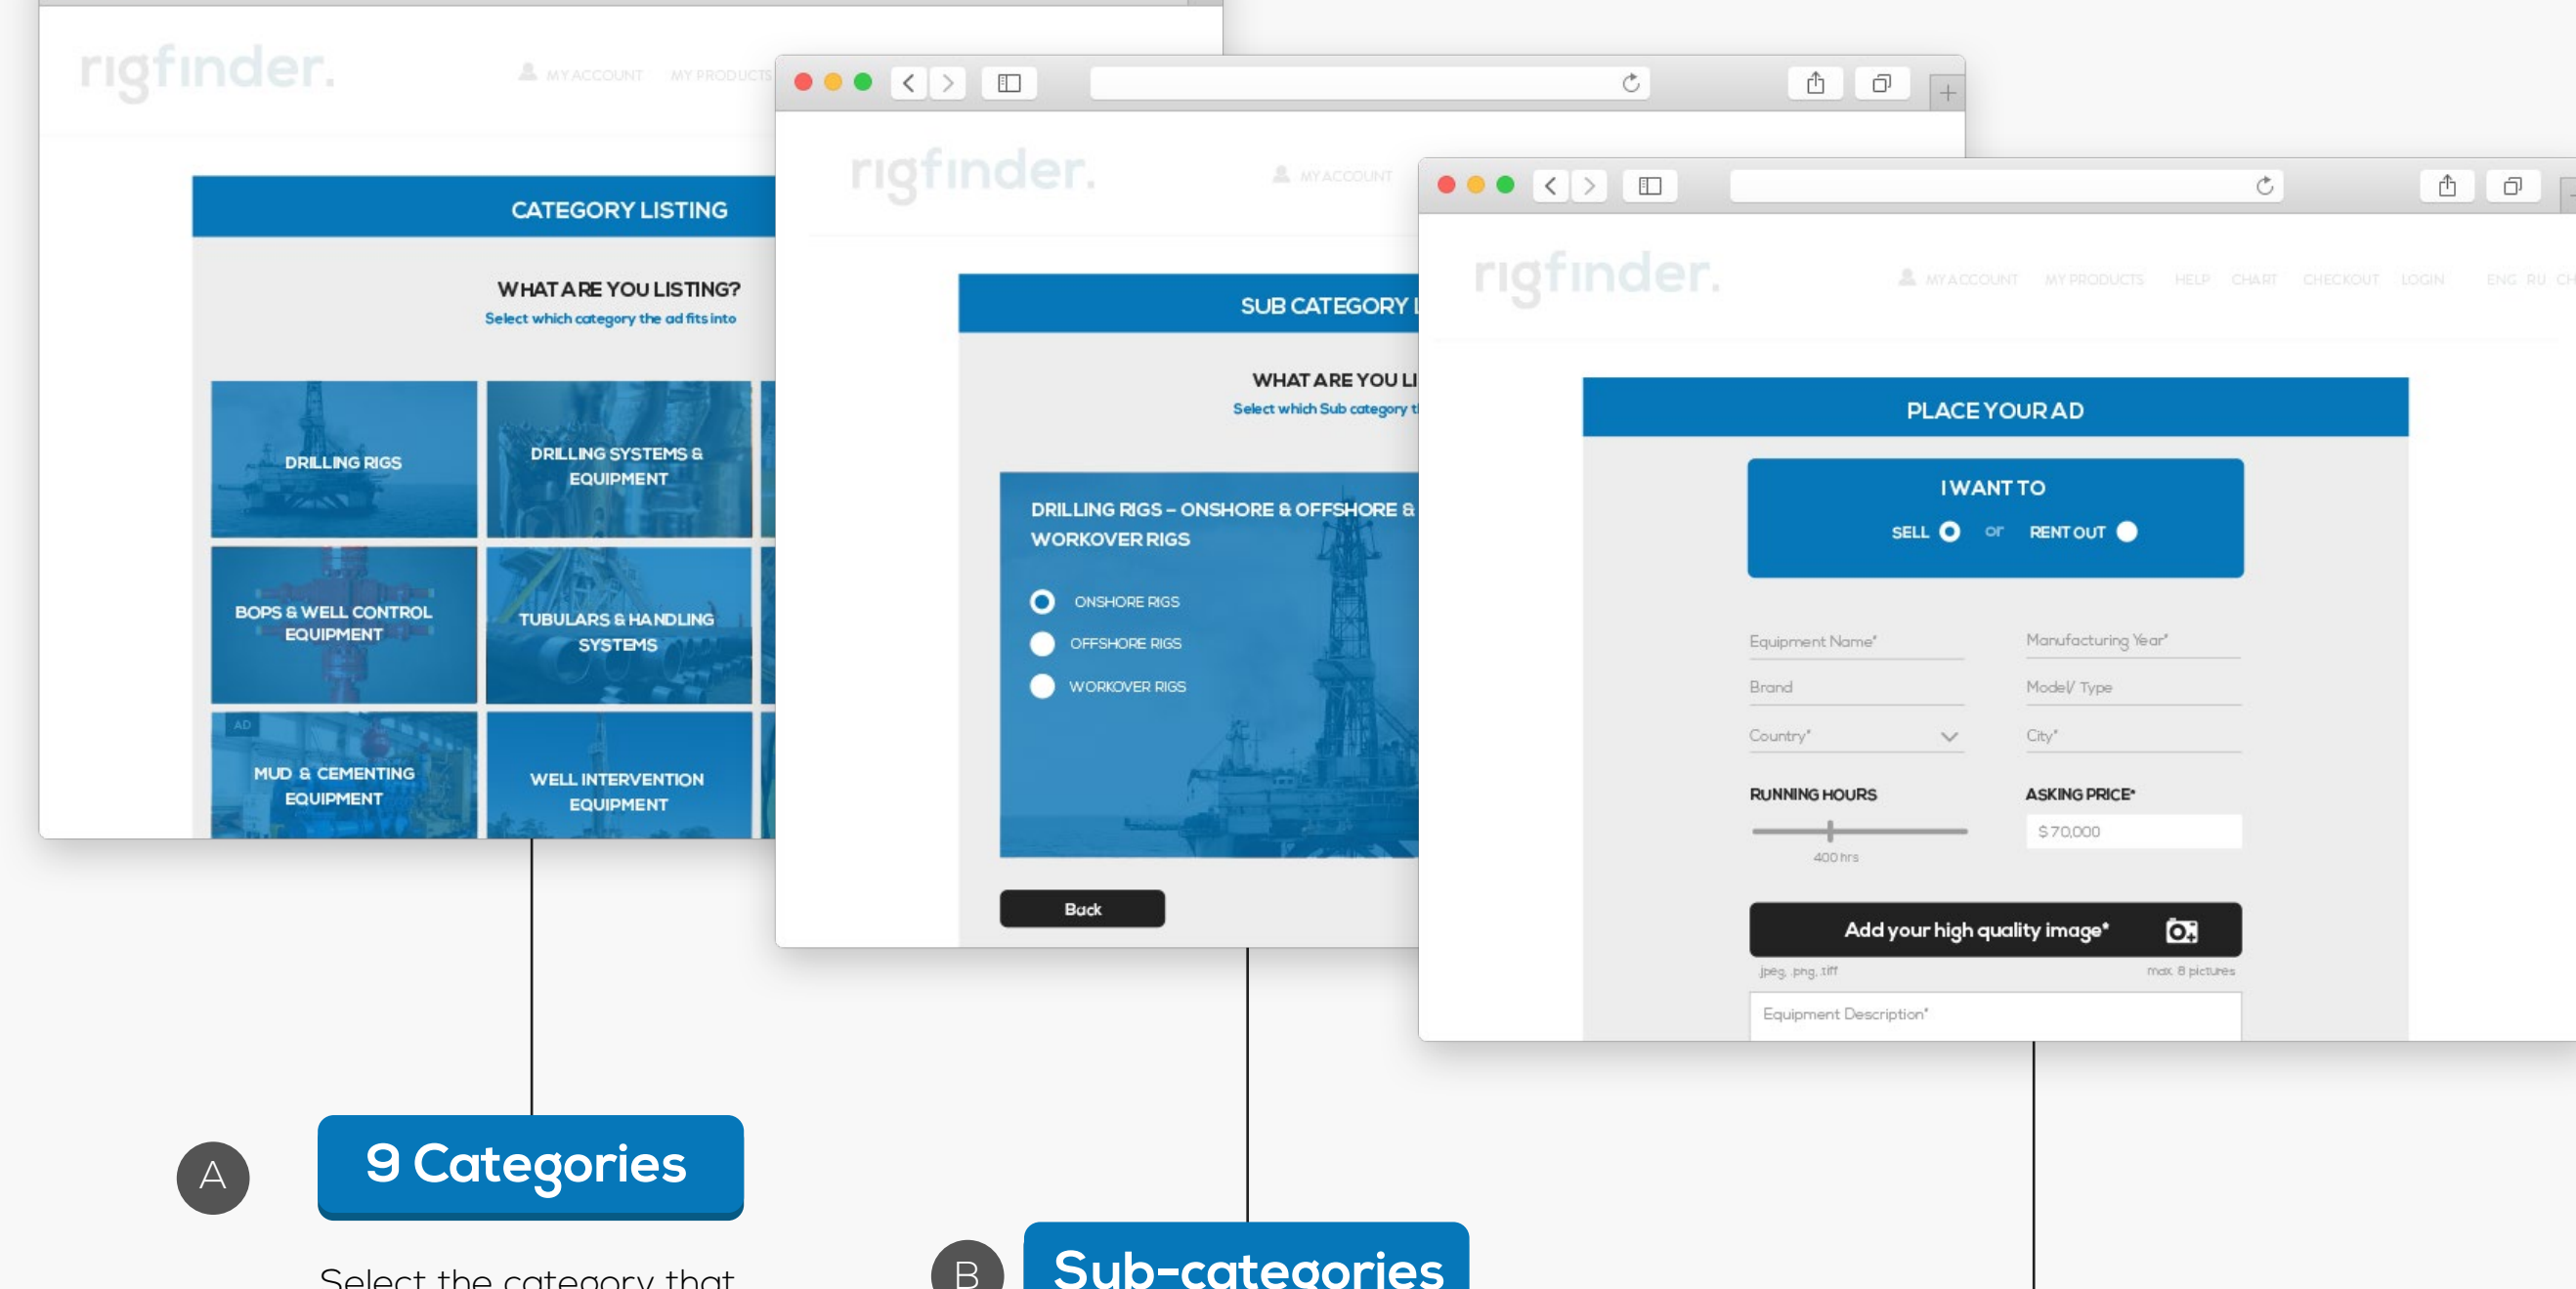 rigfinder.
MY ACCOUNT MY PRODUCTS
CATEGORY LISTING
WHAT ARE YOU LISTING?
Select which category the ad fits into
DRILLING RIGS
DRILLING SYSTEMS &
EQUIPMENT
BOPS & WELL CONTROL
EQUIPMENT
TUBULARS & HANDLING
SYSTEMS
AD
MUD & CEMENTING
EQUIPMENT
WELL INTERVENTION
EQUIPMENT
rigfinder.
MY ACCOUNT
SUB CATEGORY
WHAT ARE YOU LI
Select which Sub category
DRILLING RIGS – ONSHORE & OFFSHORE &
WORKOVER RIGS
ONSHORE RIGS
OFFSHORE RIGS
WORKOVER RIGS
Back
rigfinder.
MY ACCOUNT MY PRODUCTS HELP CHART CHECKOUT LOGIN ENG RU CH
PLACE YOUR AD
I WANT TO
SELL or RENT OUT
Equipment Name* Manufacturing Year*
Brand Model/ Type
Country* City*
RUNNING HOURS ASKING PRICE*
$ 70,000
400 hrs
Add your high quality image*
.jpeg, .png, .tiff max. 8 pictures
Equipment Description*
A
9 Categories
Select the category that
B
Sub-categories